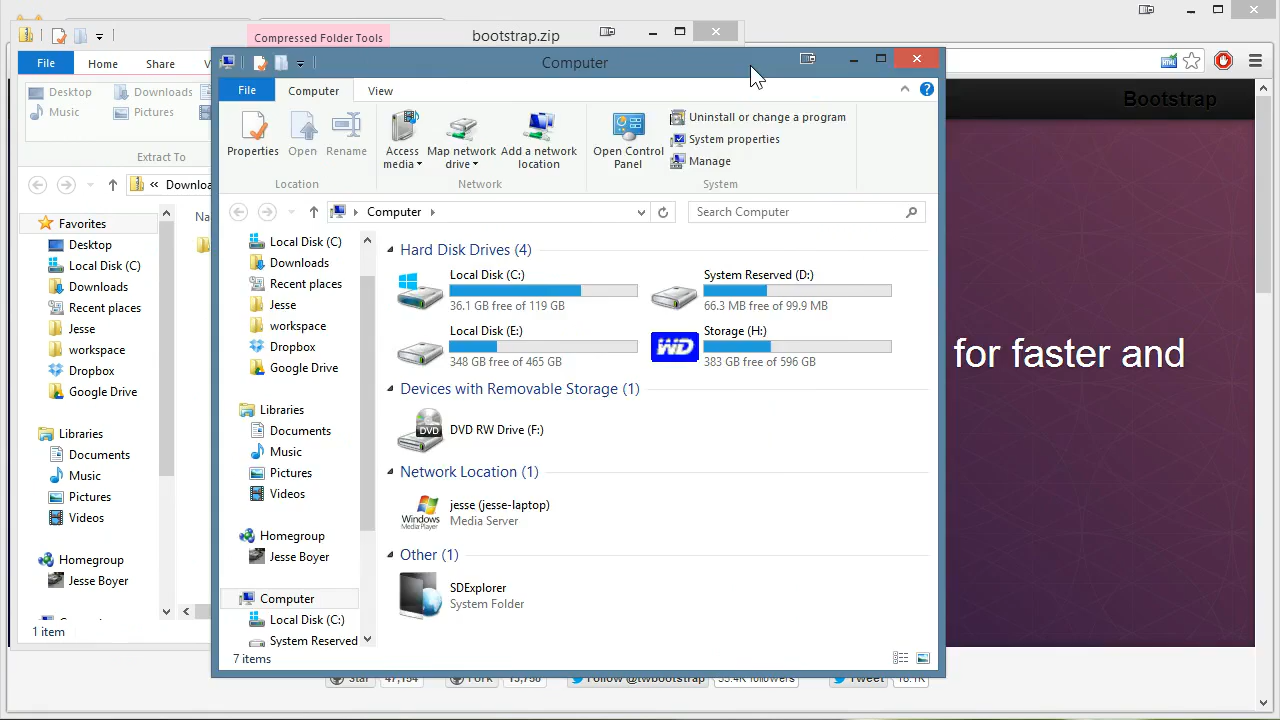 Compressed Folder Tools
bootstrap.zip
File
Home
Share
Desktop
Downloads
Music
Pictures
Extract To
«
1 item
Favorites
Desktop
Local Disk (C:)
Downloads
Recent places
Jesse
workspace
Dropbox
Google Drive
Libraries
Documents
Music
Pictures
Videos
Homegroup
Jesse Boyer
Computer
File
Computer
View
Properties
Open
Rename
Location
Access
media
Map network
drive
Add a network
location
Network
Open Control
Panel
Uninstall or change a program
System properties
Manage
System
Computer
Search Computer
Local Disk (C:)
Downloads
Recent places
Jesse
workspace
Dropbox
Google Drive
Libraries
Documents
Music
Pictures
Videos
Homegroup
Jesse Boyer
Computer
Local Disk (C:)
System Reserved
Hard Disk Drives (4)
Local Disk (C:)
36.1 GB free of 119 GB
System Reserved (D:)
66.3 MB free of 99.9 MB
Local Disk (E:)
348 GB free of 465 GB
WD
Storage (H:)
383 GB free of 596 GB
Devices with Removable Storage (1)
DVD
DVD RW Drive (F:)
Network Location (1)
Windows
MediaPlayer
jesse (jesse-laptop)
Media Server
Other (1)
SDExplorer
System Folder
7 items
Bootstrap
for faster and
Star
Fork
Follow @twbootstrap
Tweet